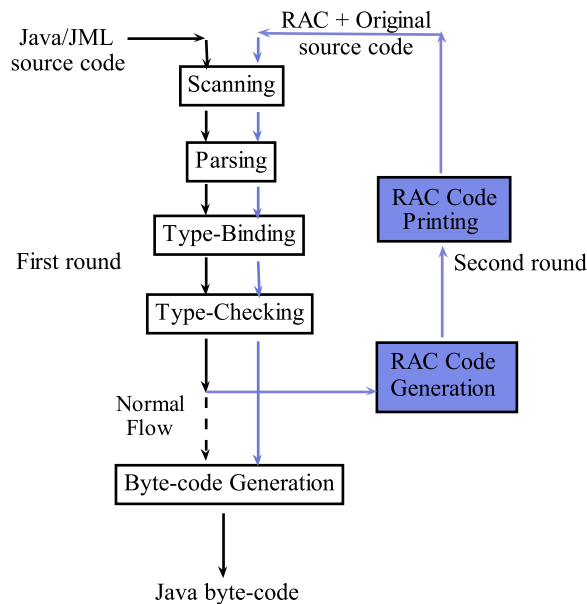 Java/JML
source code
RAC + Original
source code
Scanning
Parsing
RAC Code
Printing
Type-Binding
First round
Second round
Type-Checking
RAC Code
Generation
Normal
Flow
Byte-code Generation
Java byte-code